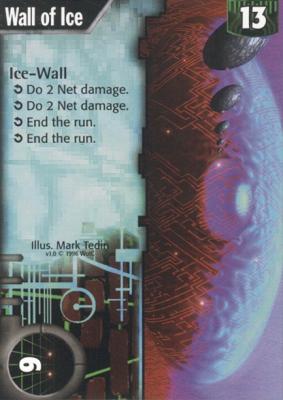 Wall of Ice
13
Ice-Wall
Do 2 Net damage.
Do 2 Net damage.
End the run.
End the run.
Illus. Mark Tedin
v1.0 © 1996 WotC
6